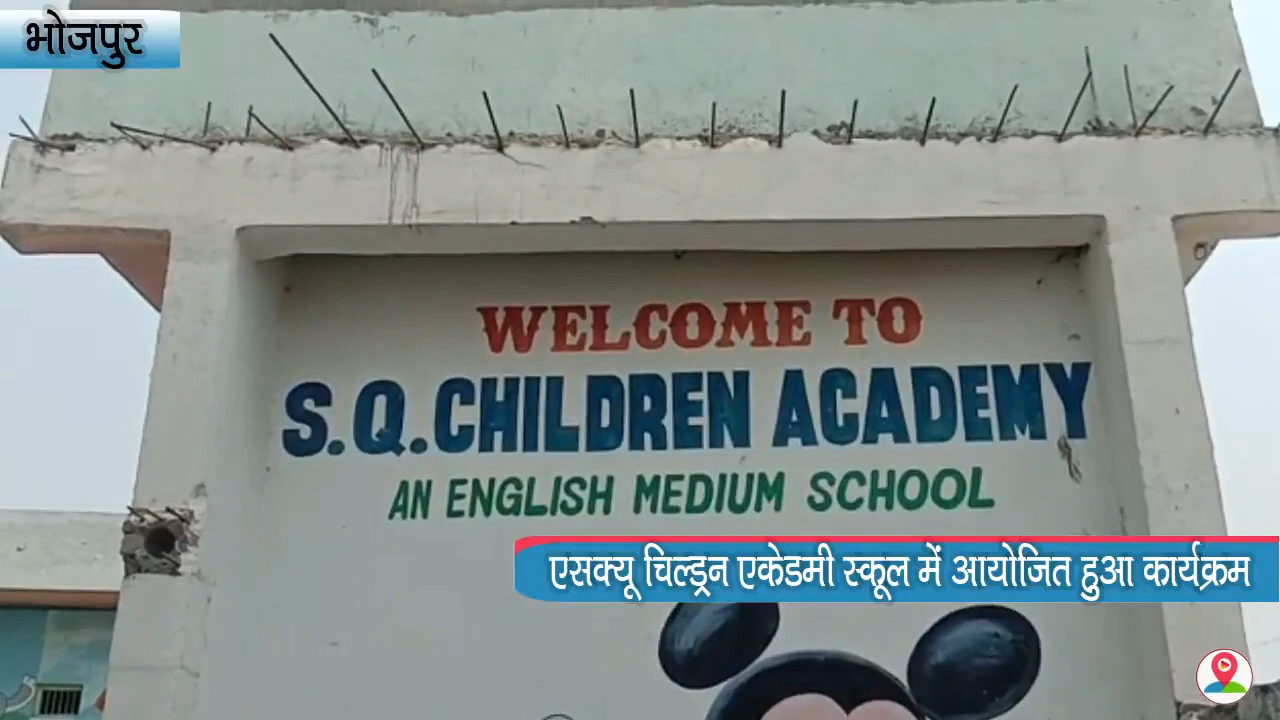 भोजपुर
WELCOME TO
S.Q.CHILDREN ACADEMY
AN ENGLISH MEDIUM SCHOOL
एसक्यू चिल्ड्रन एकेडमी स्कूल में आयोजित हुआ कार्यक्रम